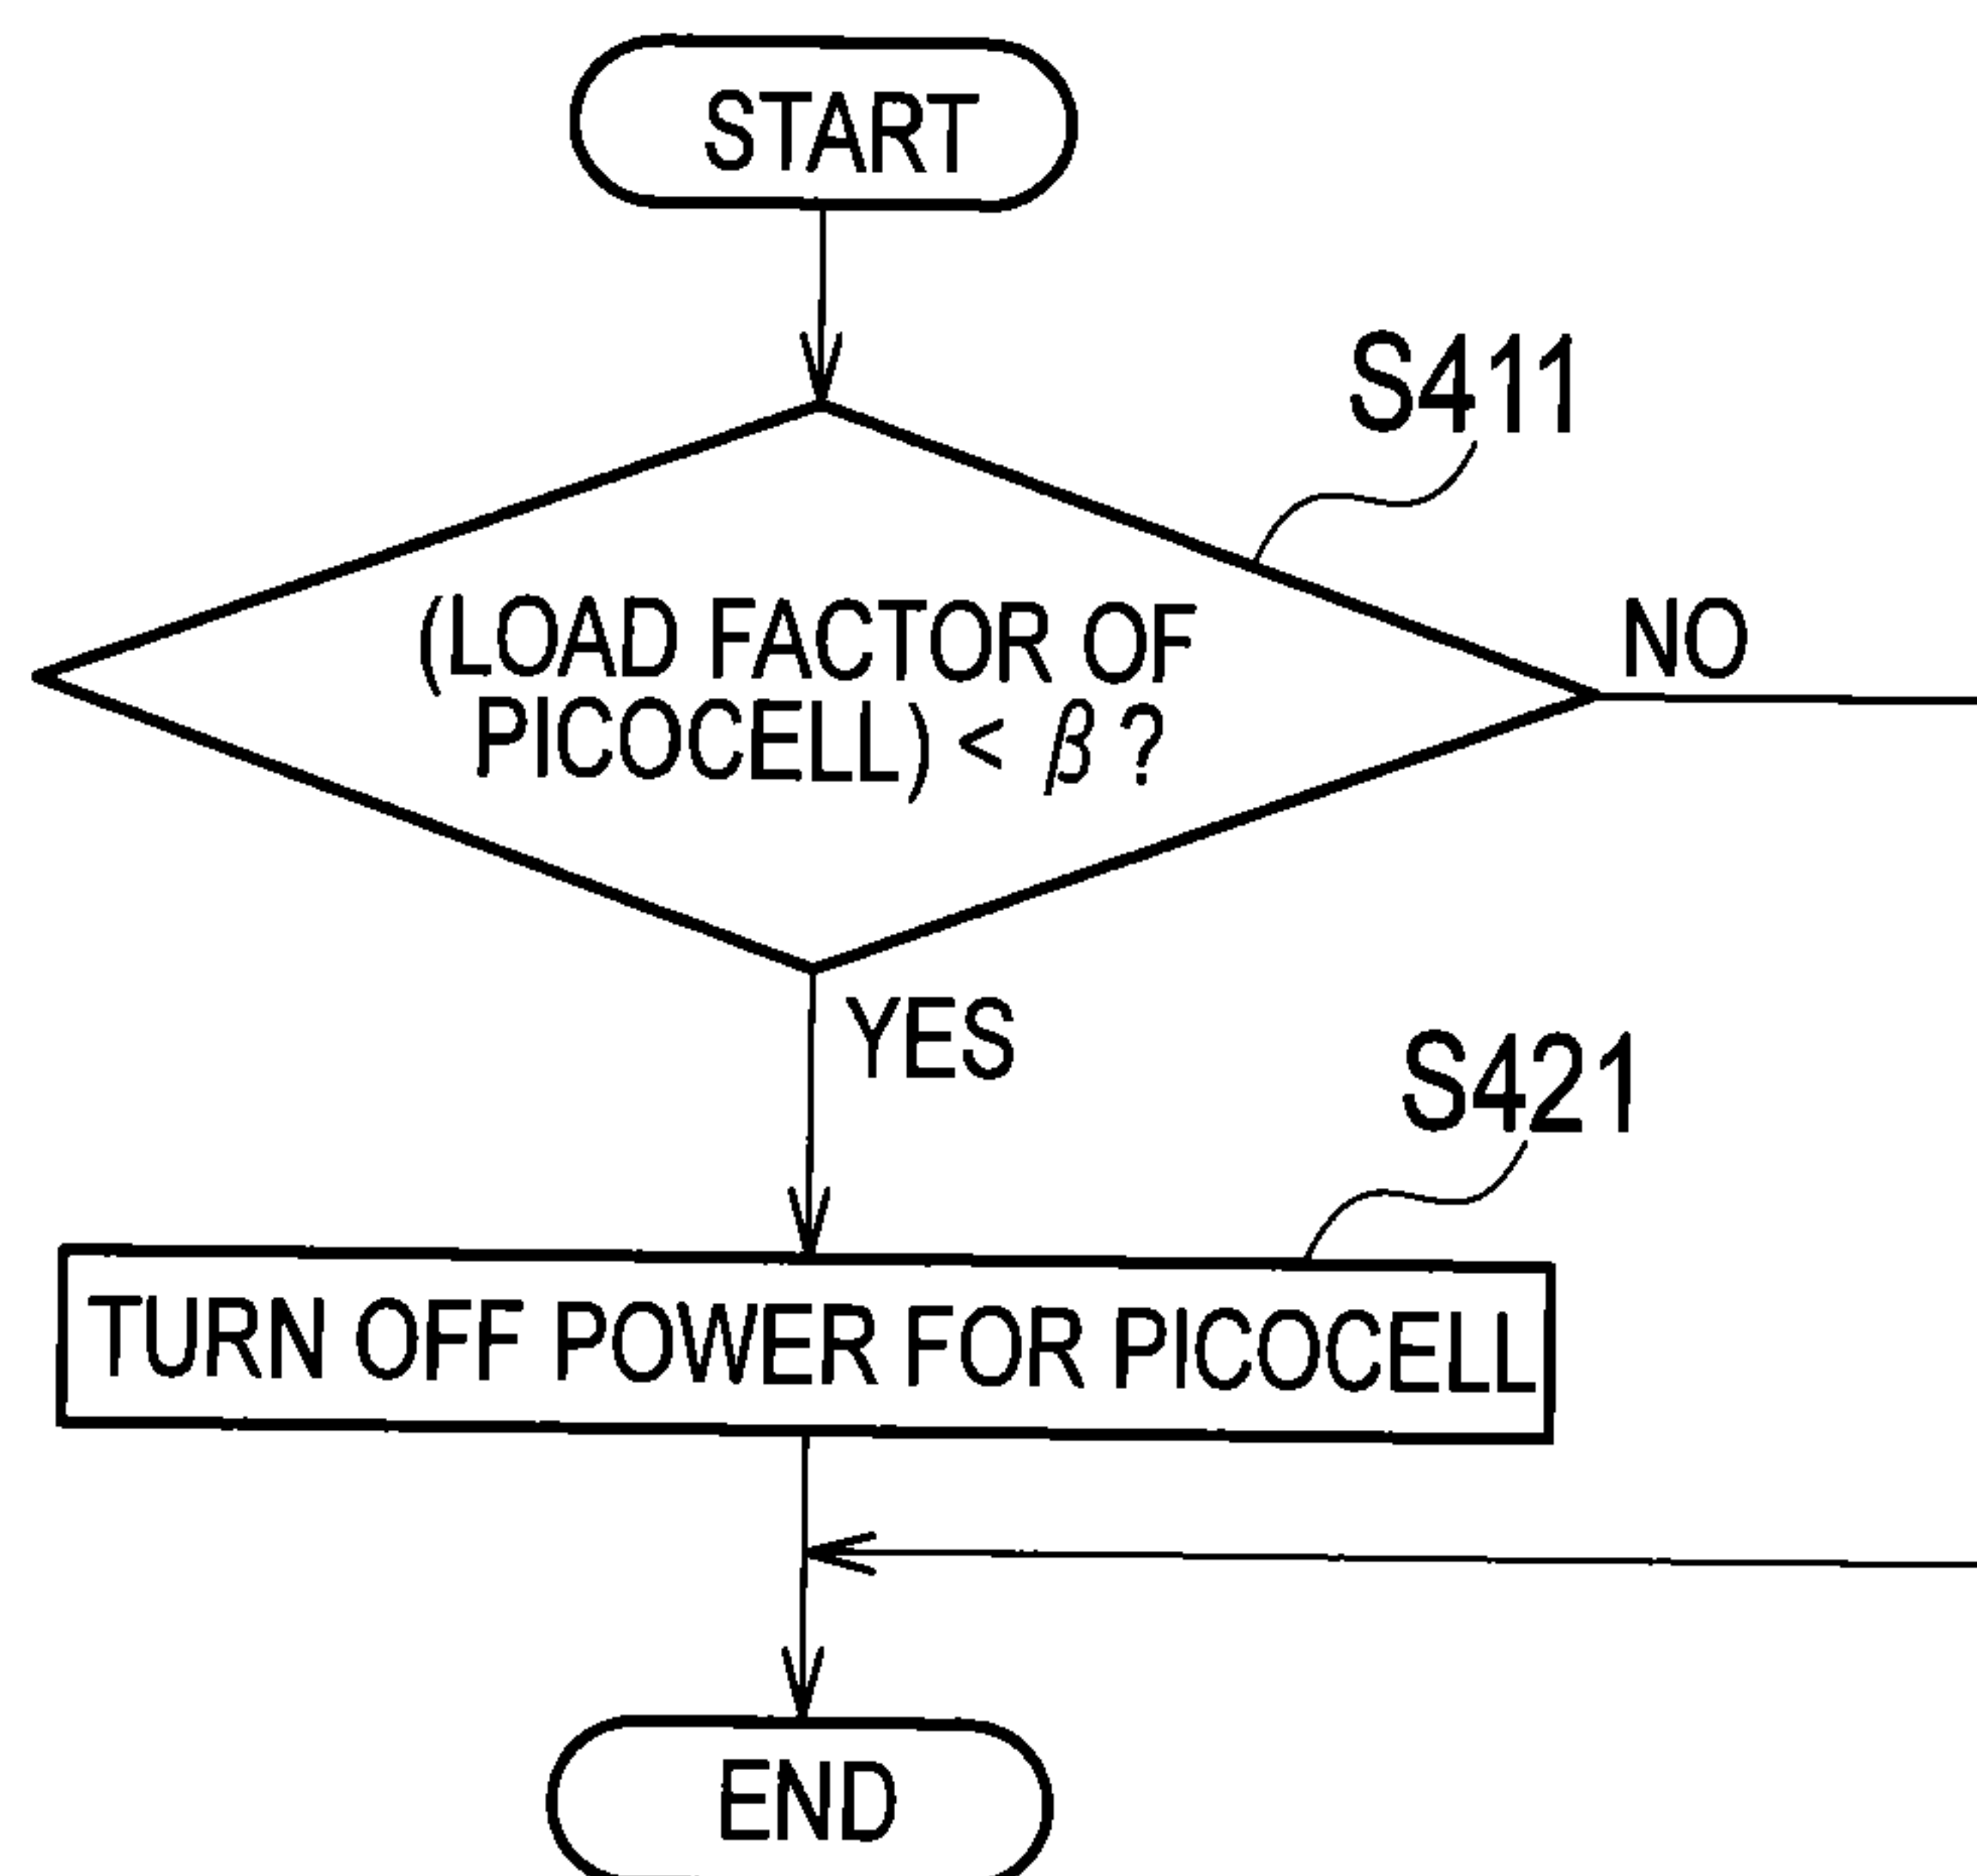 START
S411
(LOAD FACTOR OF
PICOCELL) < β ?
NO
YES
S421
TURN OFF POWER FOR PICOCELL
END